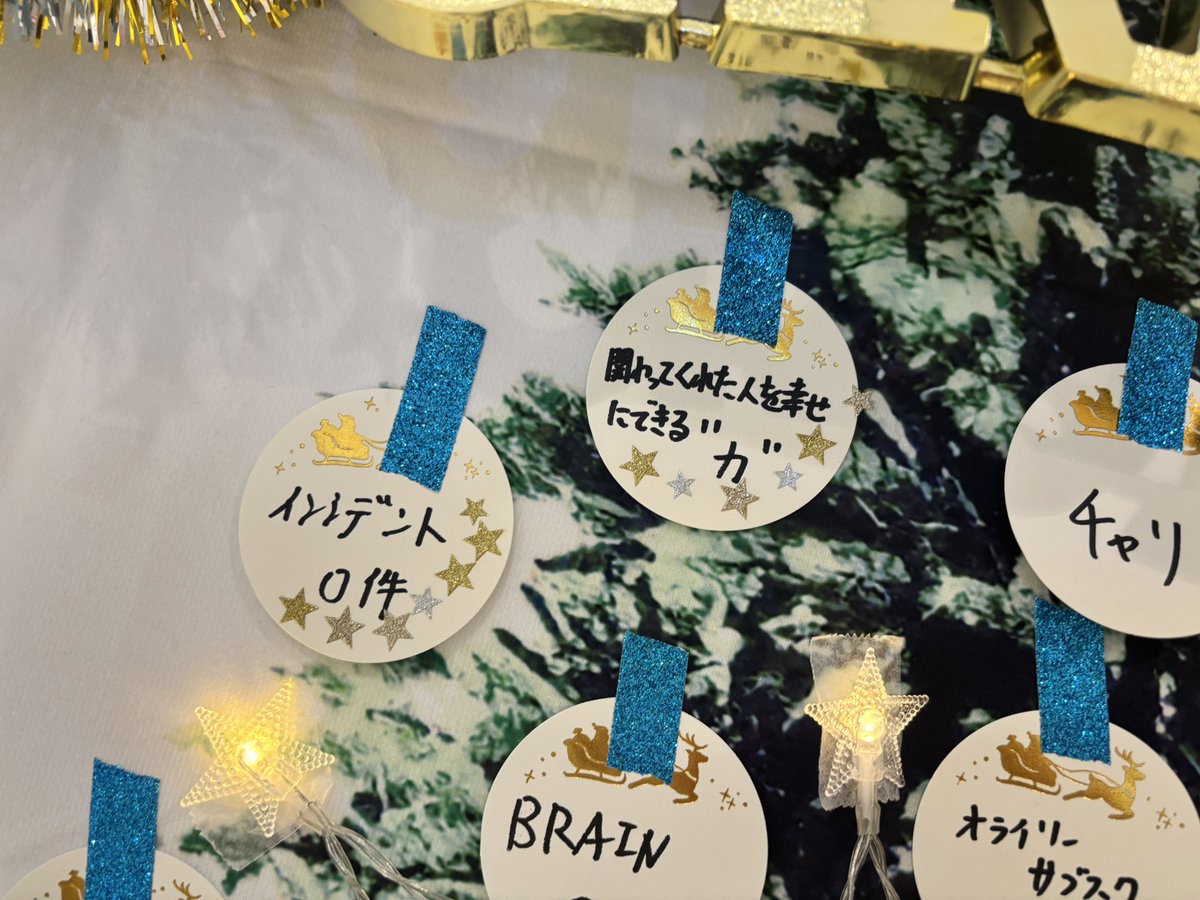 関わってくれた人を幸せ
にできる"力"
インシデント
0件
チャリ
BRAIN
オライリー
サブスク